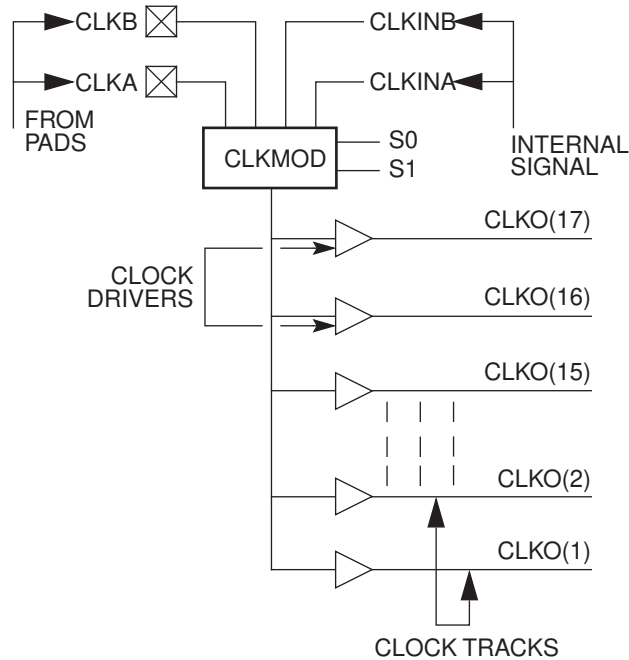 CLKB
CLKINB
CLKA
CLKINA
FROM
PADS
CLKMOD
S0
S1
INTERNAL
SIGNAL
CLKO(17)
CLOCK
DRIVERS
CLKO(16)
CLKO(15)
CLKO(2)
CLKO(1)
CLOCK TRACKS